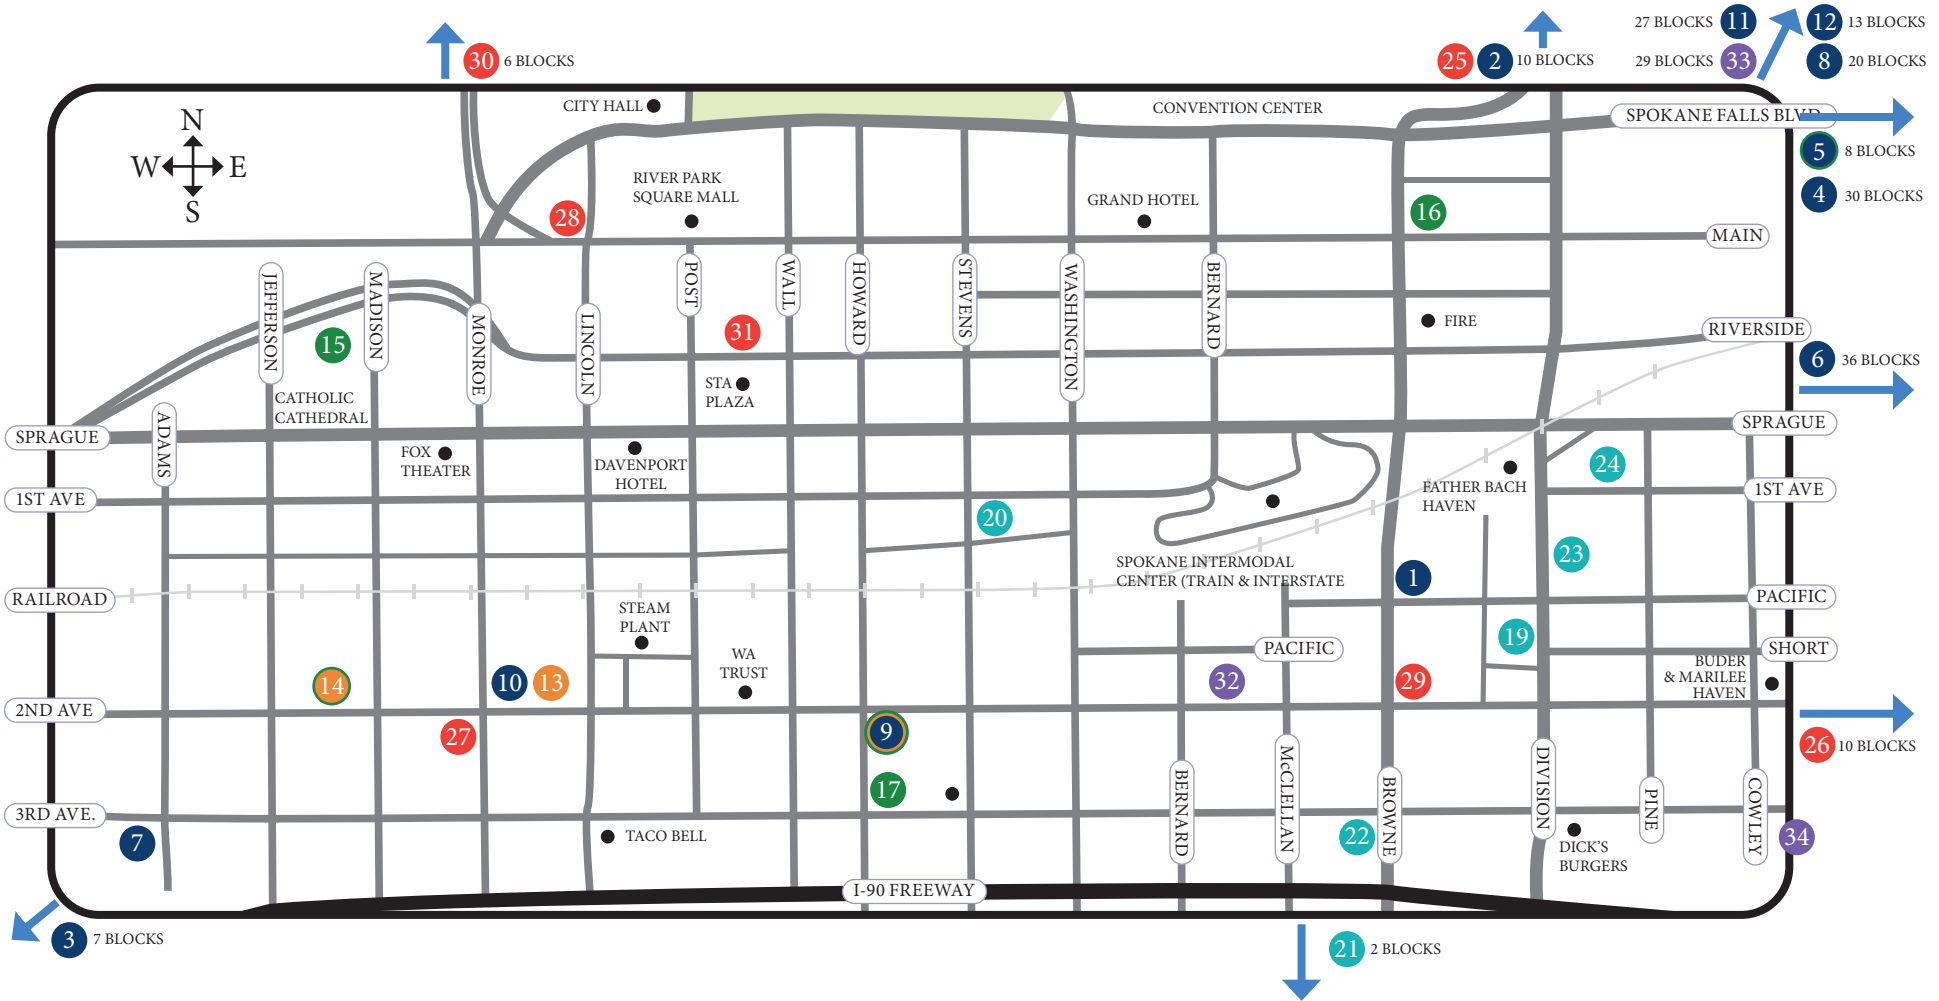 27 BLOCKS 11 12 13 BLOCKS
30 6 BLOCKS
25 2 10 BLOCKS
29 BLOCKS 33 8 20 BLOCKS
CITY HALL
CONVENTION CENTER
SPOKANE FALLS BLVD
N
W E
S
5 8 BLOCKS
4 30 BLOCKS
RIVER PARK
SQUARE MALL
GRAND HOTEL
28
16
MAIN
JEFFERSON
MADISON
MONROE
LINCOLN
POST
WALL
HOWARD
STEVENS
WASHINGTON
BERNARD
FIRE
RIVERSIDE
15
31
6 36 BLOCKS
STA
PLAZA
CATHOLIC
CATHEDRAL
ADAMS
SPRAGUE
SPRAGUE
FOX
THEATER
DAVENPORT
HOTEL
24
FATHER BACH
HAVEN
1ST AVE
1ST AVE
20
23
SPOKANE INTERMODAL
CENTER (TRAIN & INTERSTATE
1
RAILROAD
PACIFIC
STEAM
PLANT
19
PACIFIC
SHORT
WA
TRUST
BUDER
& MARILEE
HAVEN
14
10 13
32
29
2ND AVE
27
9
26 10 BLOCKS
17
BERNARD
McCLELLAN
BROWNE
DIVISION
PINE
COWLEY
3RD AVE.
7
TACO BELL
22
34
DICK'S
BURGERS
I-90 FREEWAY
3 7 BLOCKS
21 2 BLOCKS